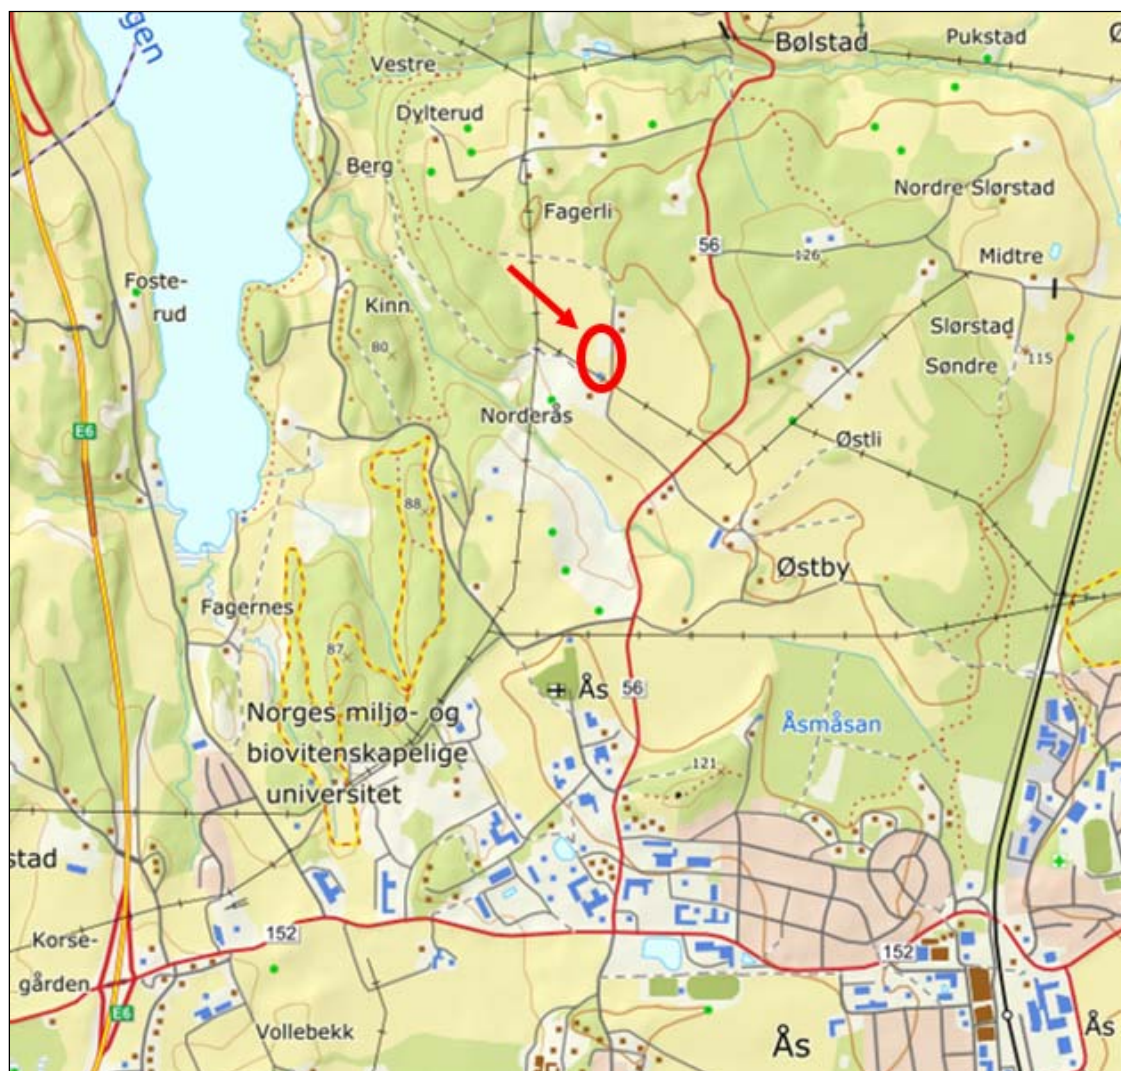 ngen
Bølstad
Pukstad
Ø
Vestre
Dylterud
Berg
Nordre Slørstad
Fagerli
56
126
Midtre
Foste-
rud
Kinn
80
Slørstad
Søndre
115
Norderås
E6
Østli
88
Østby
Fagernes
87
Ås
56
Norges miljø- og
biovitenskapelige
universitet
Åsmåsan
121
stad
Korse-
gården
152
152
E6
Vollebekk
Ås
Ås